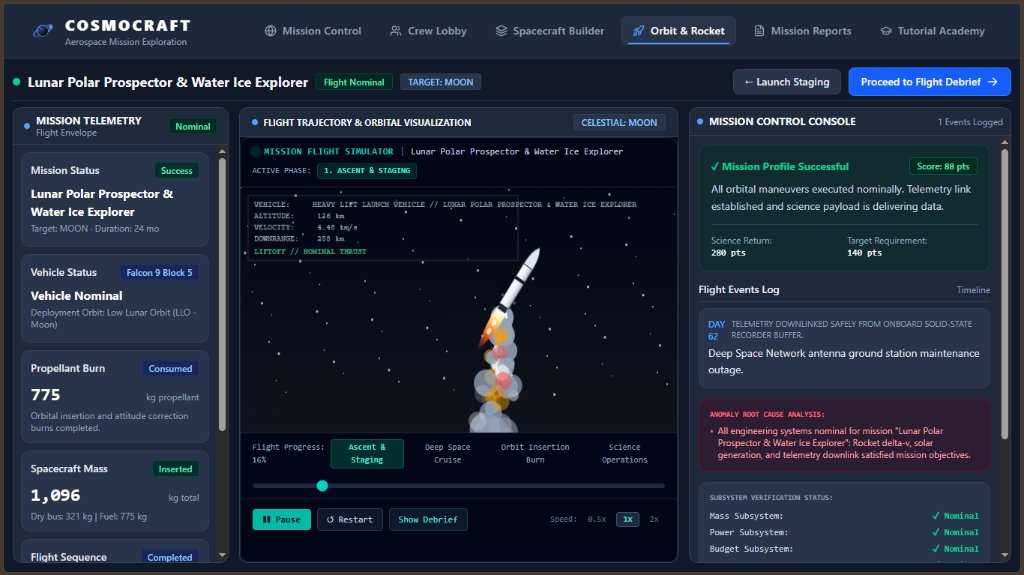 COSMOCRAFT
Aerospace Mission Exploration
Mission Control
Crew Lobby
Spacecraft Builder
Orbit & Rocket
Mission Reports
Tutorial Academy
Lunar Polar Prospector & Water Ice Explorer
Flight Nominal
TARGET: MOON
← Launch Staging
Proceed to Flight Debrief →
MISSION TELEMETRY
Flight Envelope
Nominal
Mission Status
Success
Lunar Polar Prospector &
Water Ice Explorer
Target: MOON · Duration: 24 mo
Vehicle Status
Falcon 9 Block 5
Vehicle Nominal
Deployment Orbit: Low Lunar Orbit (LLO -
Moon)
Propellant Burn
Consumed
775
kg propellant
Orbital insertion and attitude correction
burns completed.
Spacecraft Mass
Inserted
1,096
kg total
Dry bus: 321 kg | Fuel: 775 kg
Flight Sequence
Completed
FLIGHT TRAJECTORY & ORBITAL VISUALIZATION
CELESTIAL: MOON
MISSION FLIGHT SIMULATOR | Lunar Polar Prospector & Water Ice Explorer
ACTIVE PHASE: 1. ASCENT & STAGING
VEHICLE: HEAVY LIFT LAUNCH VEHICLE // LUNAR POLAR PROSPECTOR & WATER ICE EXPLORER
ALTITUDE: 126 km
VELOCITY: 4.48 km/s
DOWNRANGE: 258 km
LIFTOFF // NOMINAL THRUST
Flight Progress:
16%
Ascent &
Staging
Deep Space
Cruise
Orbit Insertion
Burn
Science
Operations
Pause
↺ Restart
Show Debrief
Speed: 0.5x 1x 2x
MISSION CONTROL CONSOLE
1 Events Logged
✓ Mission Profile Successful
Score: 88 pts
All orbital maneuvers executed nominally. Telemetry link
established and science payload is delivering data.
Science Return:
280 pts
Target Requirement:
140 pts
Flight Events Log
Timeline
DAY
62
TELEMETRY DOWNLINKED SAFELY FROM ONBOARD SOLID-STATE
RECORDER BUFFER.
Deep Space Network antenna ground station maintenance
outage.
ANOMALY ROOT CAUSE ANALYSIS:
• All engineering systems nominal for mission "Lunar Polar
Prospector & Water Ice Explorer": Rocket delta-v, solar
generation, and telemetry downlink satisfied mission objectives.
SUBSYSTEM VERIFICATION STATUS:
Mass Subsystem: ✓ Nominal
Power Subsystem: ✓ Nominal
Budget Subsystem: ✓ Nominal